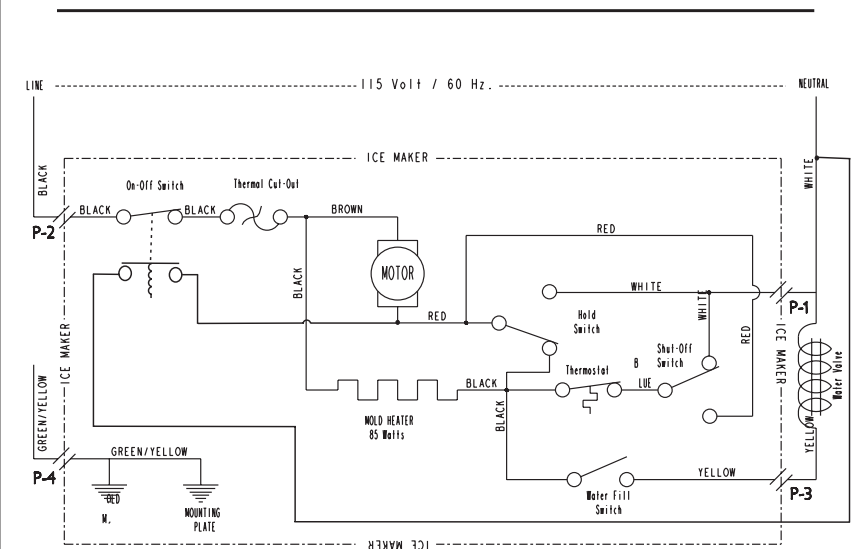 LINE 115 Volt / 60 Hz. NEUTRAL
ICE MAKER
BLACK
WHITE
On-Off Switch
Thermal Cut-Out
BLACK
BLACK
BROWN
P-2
RED
MOTOR
BLACK
WHITE
WHITE
P-1
RED
Hold
Switch
RED
ICE MAKER
ICE MAKER
Shut-Off
Switch
Thermostat
B
LUE
Water Valve
BLACK
MOLD HEATER
85 Watts
BLACK
GREEN/YELLOW
YELLOW
GREEN/YELLOW
P-4
YELLOW
P-3
OLD
M,
MOUNTING
PLATE
Water Fill
Switch
ICE MAKER